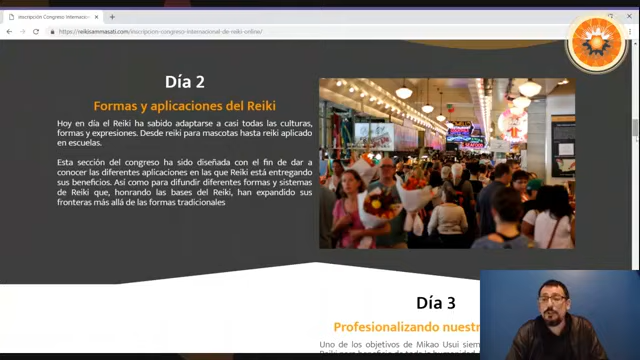 Inscripción Congreso Internacion
https://reikisammasati.com/inscripcion-congreso-internacional-de-reiki-online/
Día 2
Formas y aplicaciones del Reiki
Hoy en día el Reiki ha sabido adaptarse a casi todas las culturas,
formas y expresiones. Desde reiki para mascotas hasta reiki aplicado
en escuelas.
Esta sección del congreso ha sido diseñada con el fin de dar a
conocer las diferentes aplicaciones en las que Reiki está entregando
sus beneficios. Así como para difundir diferentes formas y sistemas
de Reiki que, honrando las bases del Reiki, han expandido sus
fronteras más allá de las formas tradicionales
Día 3
Profesionalizando nuestr
Uno de los objetivos de Mikao Usui siem